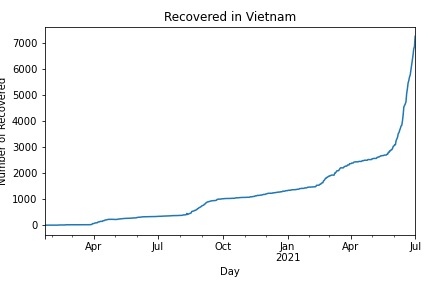 Recovered in Vietnam
Number of Recovered
7000
6000
5000
4000
3000
2000
1000
0
Apr
Jul
Oct
Jan
2021
Apr
Jul
Day